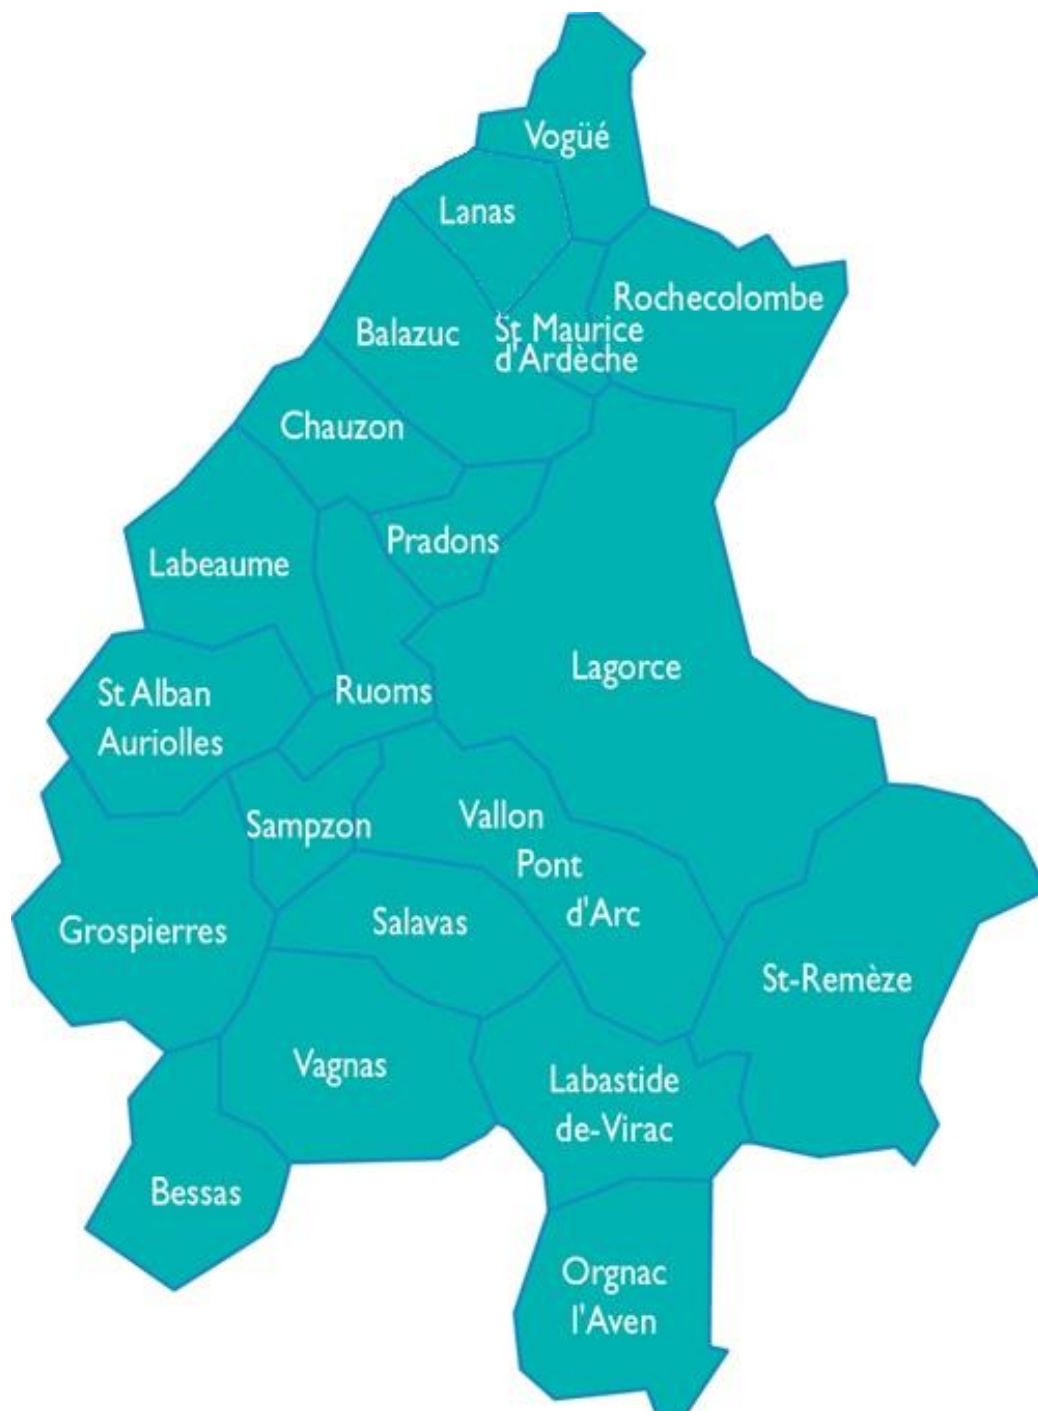 Vogüé
Lanas
Rochecolombe
Balazuc
St Maurice
d'Ardèche
Chauzon
Pradons
Labeaume
Lagorce
St Alban
Auriolles
Ruoms
Sampzon
Vallon
Pont
d'Arc
Salavas
Grospierres
St-Remèze
Vagnas
Labastide
de-Virac
Bessas
Orgnac
l'Aven